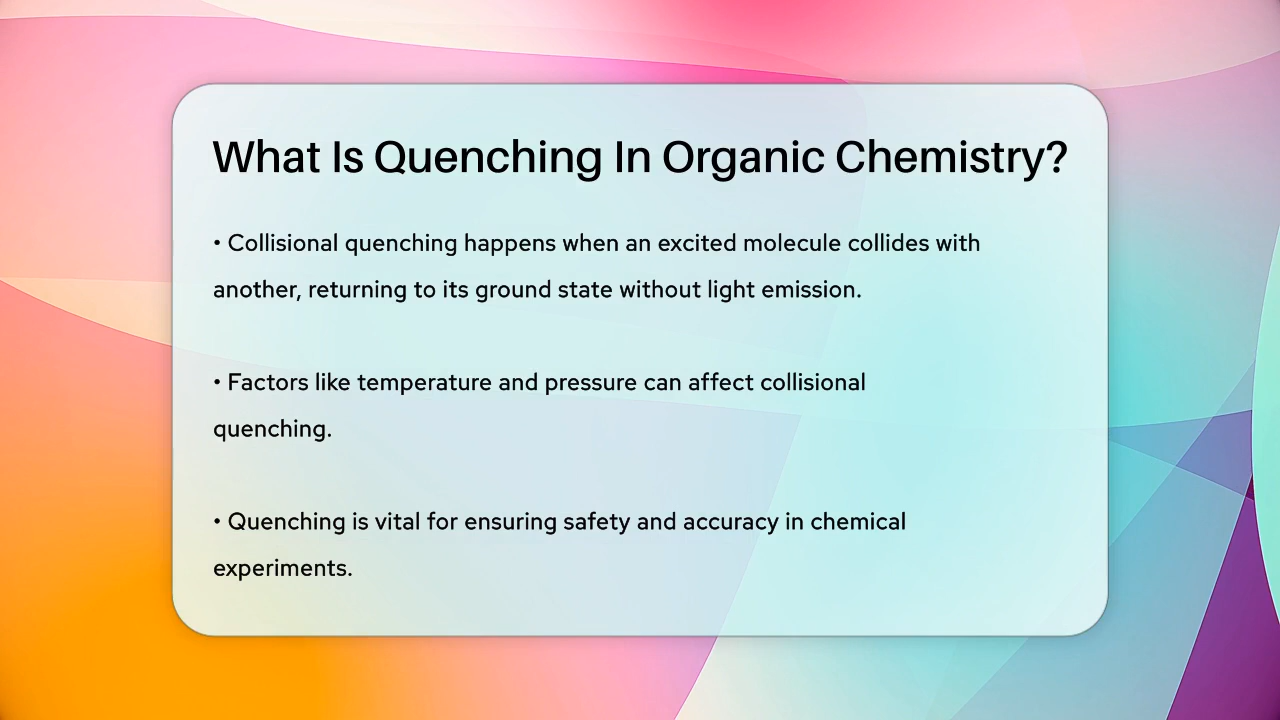 What Is Quenching In Organic Chemistry?
• Collisional quenching happens when an excited molecule collides with
another, returning to its ground state without light emission.
• Factors like temperature and pressure can affect collisional
quenching.
• Quenching is vital for ensuring safety and accuracy in chemical
experiments.